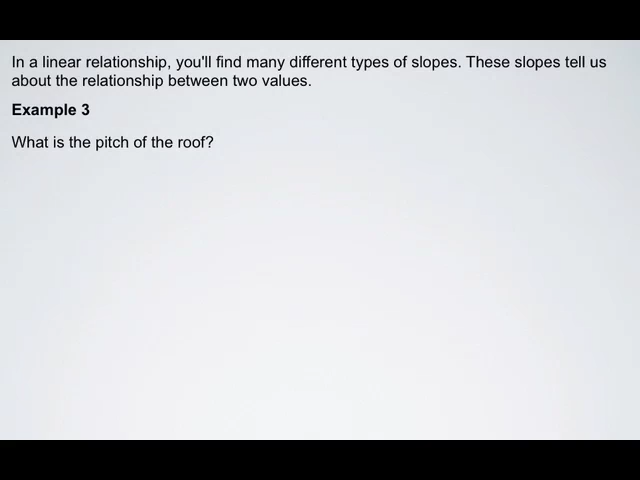 In a linear relationship, you'll find many different types of slopes. These slopes tell us
about the relationship between two values.
Example 3
What is the pitch of the roof?